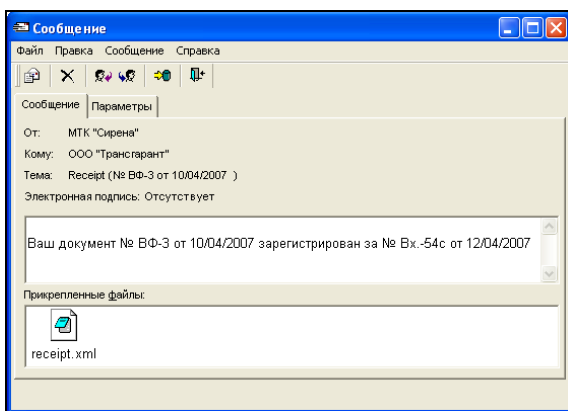 Сообщение
Файл Правка Сообщение Справка
Сообщение Параметры
От: МТК "Сирена"
Кому: ООО "Трансгарант"
Тема: Receipt (№ ВФ-3 от 10/04/2007 )
Электронная подпись: Отсутствует
Ваш документ № ВФ-3 от 10/04/2007 зарегистрирован за № Вх.-54с от 12/04/2007
Прикрепленные файлы:
receipt.xml